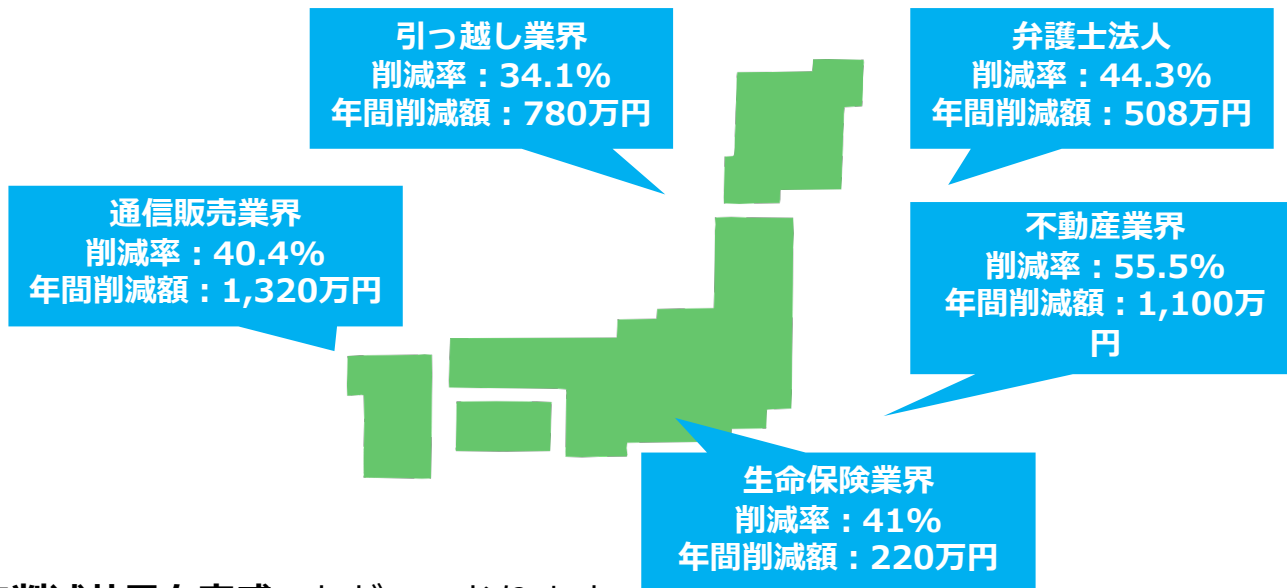 引っ越し業界
削減率：34.1%
年間削減額：780万円
弁護士法人
削減率：44.3%
年間削減額：508万円
通信販売業界
削減率：40.4%
年間削減額：1,320万円
不動産業界
削減率：55.5%
年間削減額：1,100万
円
生命保険業界
削減率：41%
年間削減額：220万円